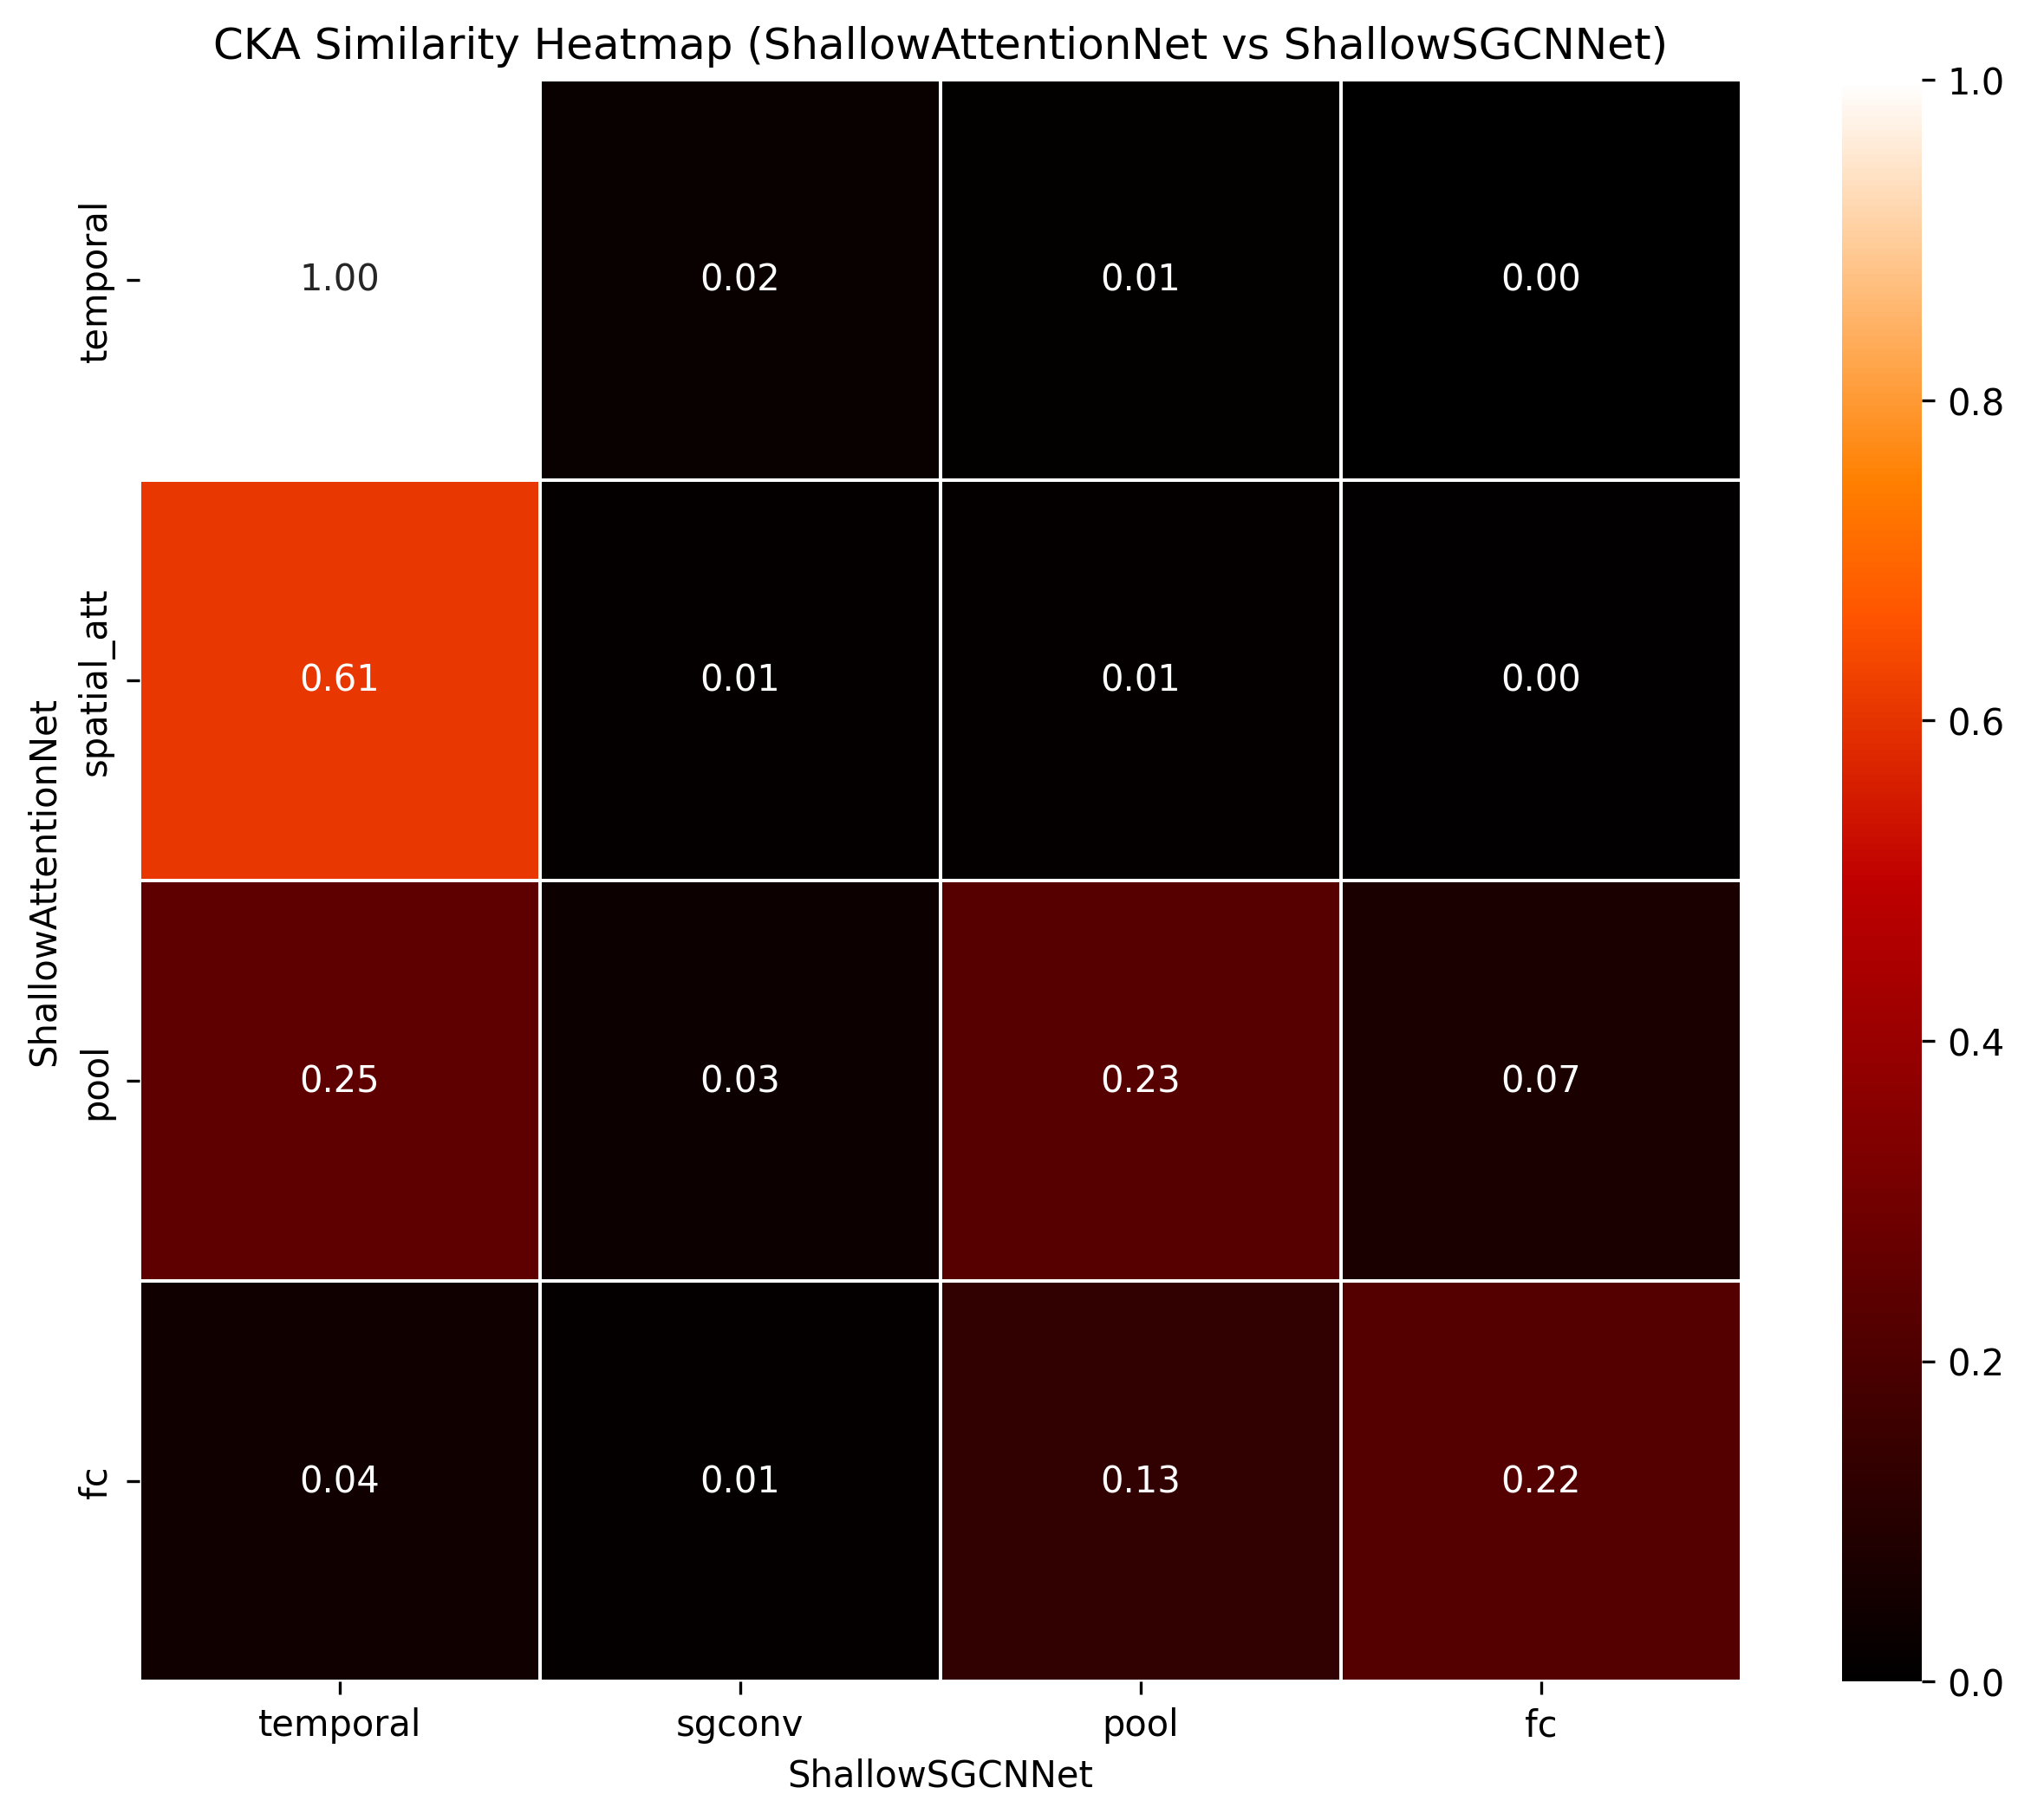 CKA Similarity Heatmap (ShallowAttentionNet vs ShallowSGCNNet)
ShallowAttentionNet
temporal
1.00 0.02 0.01 0.00
spatial_att
0.61 0.01 0.01 0.00
pool
0.25 0.03 0.23 0.07
fc
0.04 0.01 0.13 0.22
temporal sgconv pool fc
ShallowSGCNNet
1.0
0.8
0.6
0.4
0.2
0.0